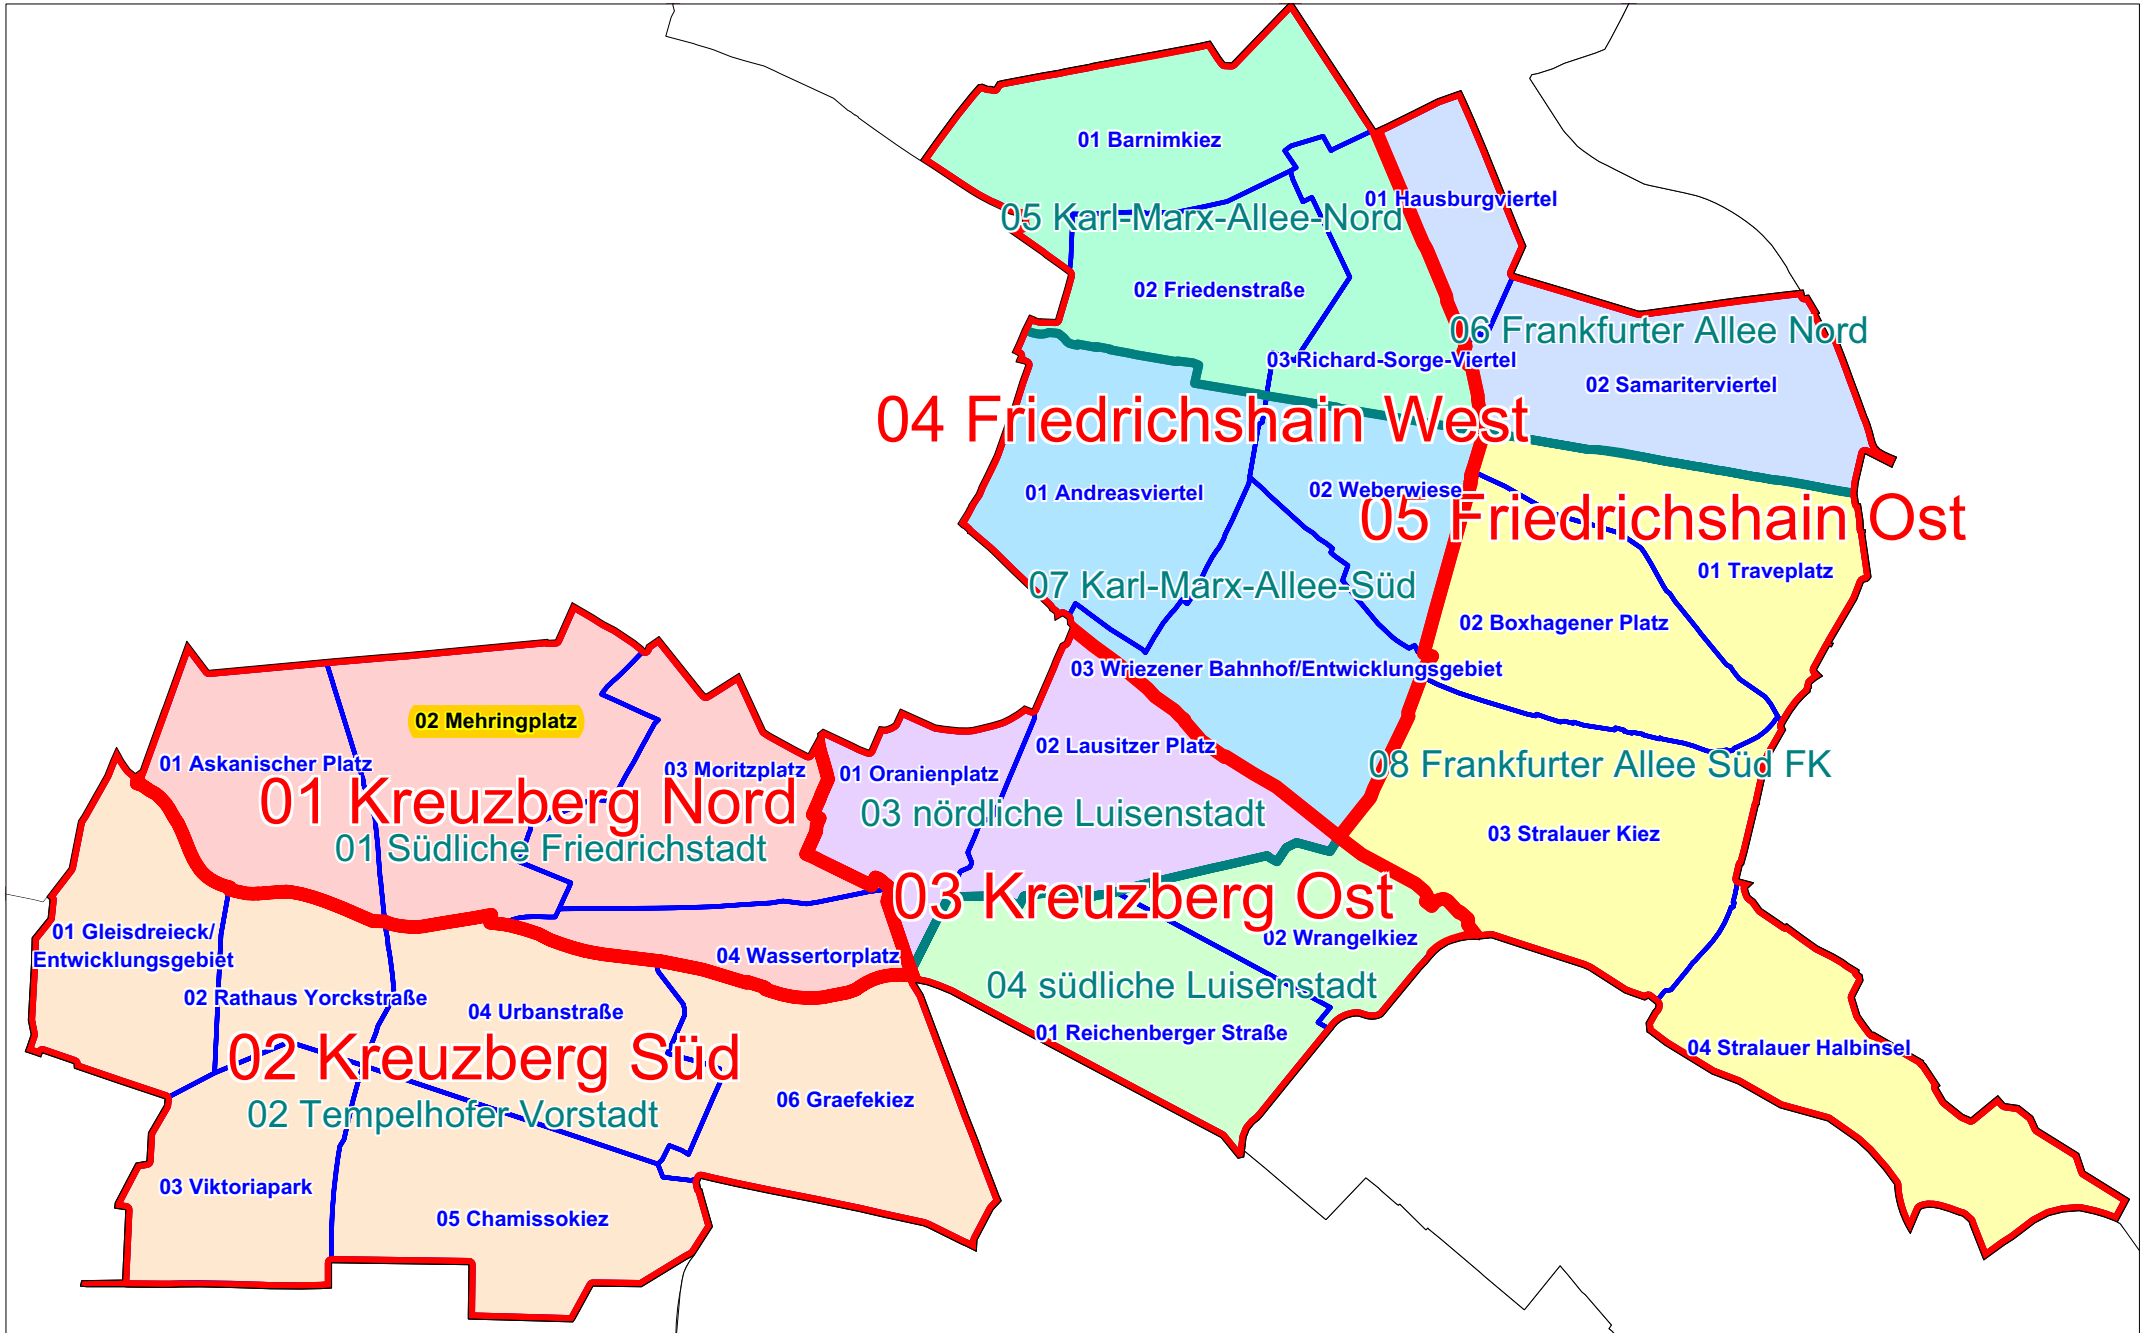 01 Barnimkiez
01 Hausburgviertel
05 Karl-Marx-Allee-Nord
02 Friedenstraße
06 Frankfurter Allee Nord
03 Richard-Sorge-Viertel
02 Samariterviertel
04 Friedrichshain West
01 Andreasviertel
02 Weberwiese
05 Friedrichshain Ost
01 Traveplatz
07 Karl-Marx-Allee-Süd
02 Boxhagener Platz
03 Wriezener Bahnhof/Entwicklungsgebiet
02 Mehringplatz
02 Lausitzer Platz
01 Askanischer Platz
03 Moritzplatz
01 Oranienplatz
08 Frankfurter Allee Süd FK
01 Kreuzberg Nord
03 nördliche Luisenstadt
03 Stralauer Kiez
01 Südliche Friedrichstadt
03 Kreuzberg Ost
01 Gleisdreieck/
Entwicklungsgebiet
02 Wrangelkiez
04 Wassertorplatz
04 südliche Luisenstadt
02 Rathaus Yorckstraße
04 Urbanstraße
01 Reichenberger Straße
04 Stralauer Halbinsel
02 Kreuzberg Süd
06 Graefekiez
02 Tempelhofer Vorstadt
03 Viktoriapark
05 Chamissokiez